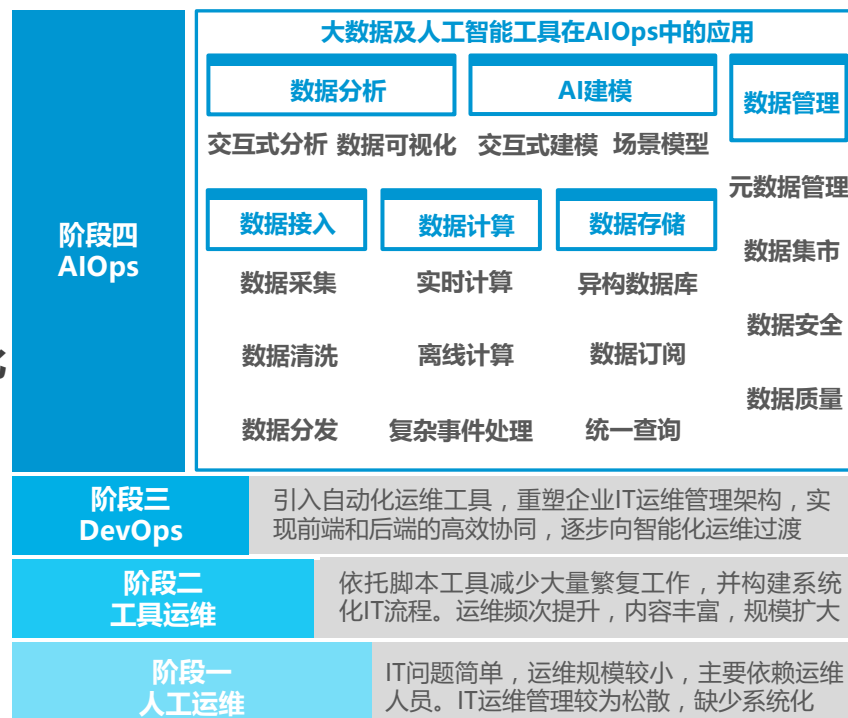 大数据及人工智能工具在AIOps中的应用
数据分析
AI建模
数据管理
交互式分析 数据可视化 交互式建模 场景模型
元数据管理
数据接入
数据计算
数据存储
数据集市
数据采集
实时计算
异构数据库
数据安全
数据清洗
离线计算
数据订阅
数据质量
数据分发
复杂事件处理
统一查询
阶段四
AIOps
阶段三
DevOps
引入自动化运维工具，重塑企业IT运维管理架构，实
现前端和后端的高效协同，逐步向智能化运维过渡
阶段二
工具运维
依托脚本工具减少大量繁复工作，并构建系统
化IT流程。运维频次提升，内容丰富，规模扩大
阶段一
人工运维
IT问题简单，运维规模较小，主要依赖运维
人员。IT运维管理较为松散，缺少系统化